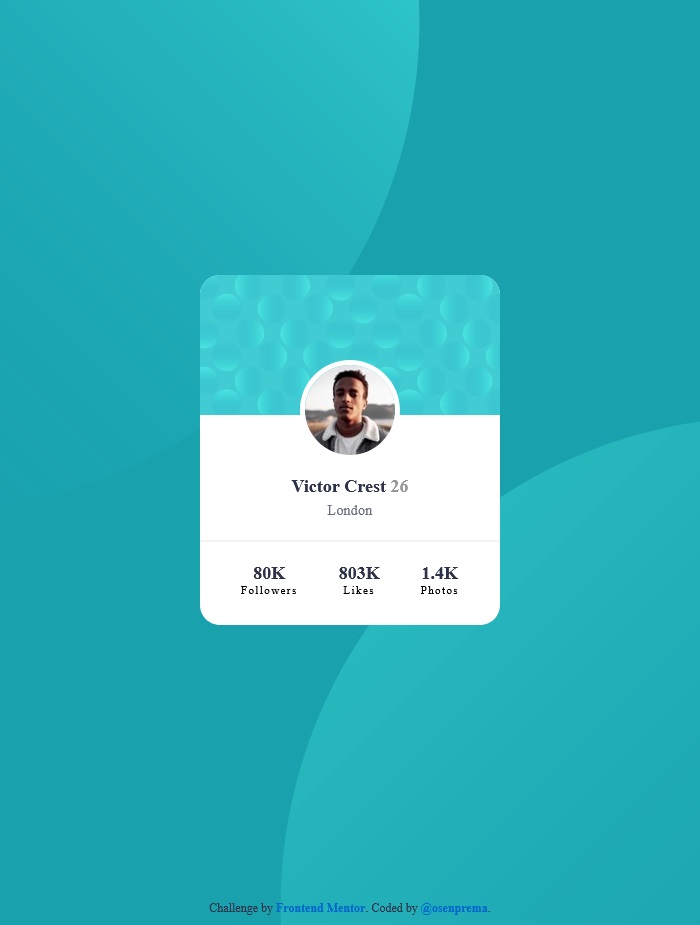 Victor Crest 26
London
80K 803K 1.4K
Followers Likes Photos
Challenge by Frontend Mentor. Coded by @osenprema.